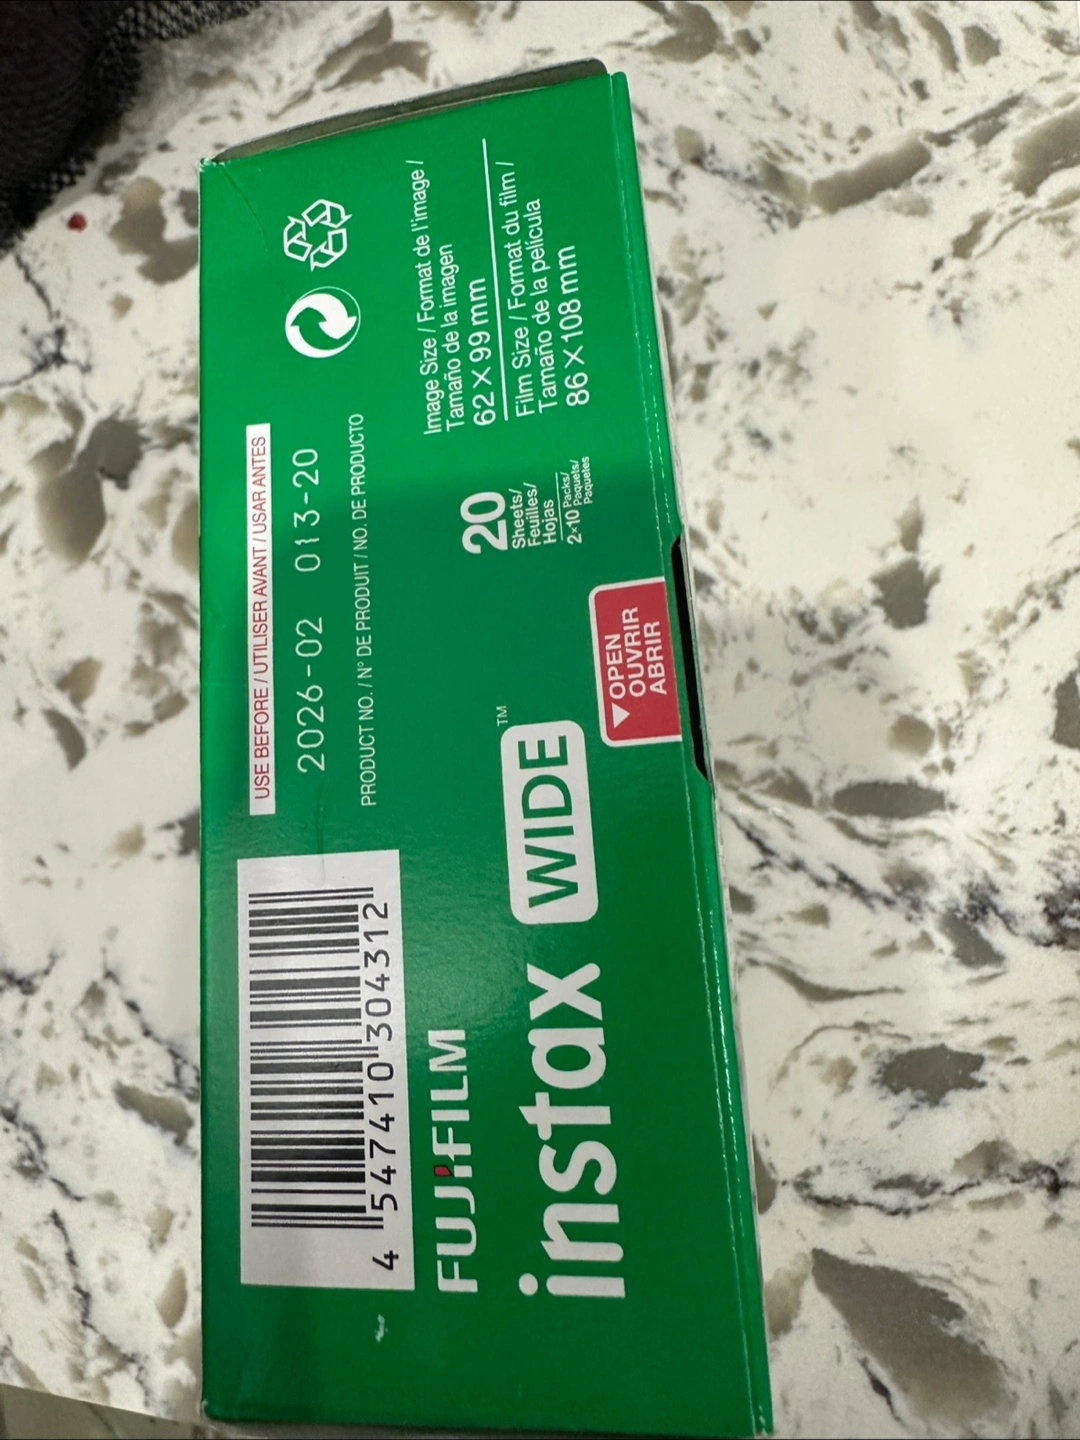 4 547410 304312
USE BEFORE / UTILISER AVANT / USAR ANTES
2026-02 013-20
PRODUCT NO. / N° DE PRODUIT / NO. DE PRODUCTO
FUJIFILM
instax WIDE™
20
Sheets/
Feuilles/
Hojas
2×10 Packs/
Paquets/
Paquetes
Image Size / Format de l'image /
Tamaño de la imagen
62 X 99 mm
Film Size / Format du film /
Tamaño de la película
86 X 108 mm
▼OPEN
OUVRIR
ABRIR